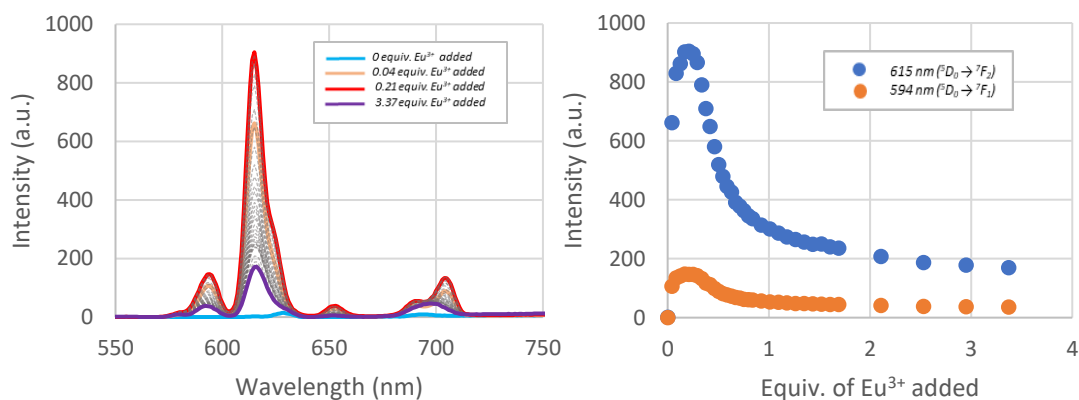 1000
800
600
400
200
0
Intensity (a.u.)
0 equiv. Eu³⁺ added
0.04 equiv. Eu³⁺ added
0.21 equiv. Eu³⁺ added
3.37 equiv. Eu³⁺ added
550 600 650 700 750
Wavelength (nm)
1000
800
600
400
200
0
Intensity (a.u.)
615 nm (⁵D₀ → ⁷F₂)
594 nm (⁵D₀ → ⁷F₁)
0 1 2 3 4
Equiv. of Eu³⁺ added